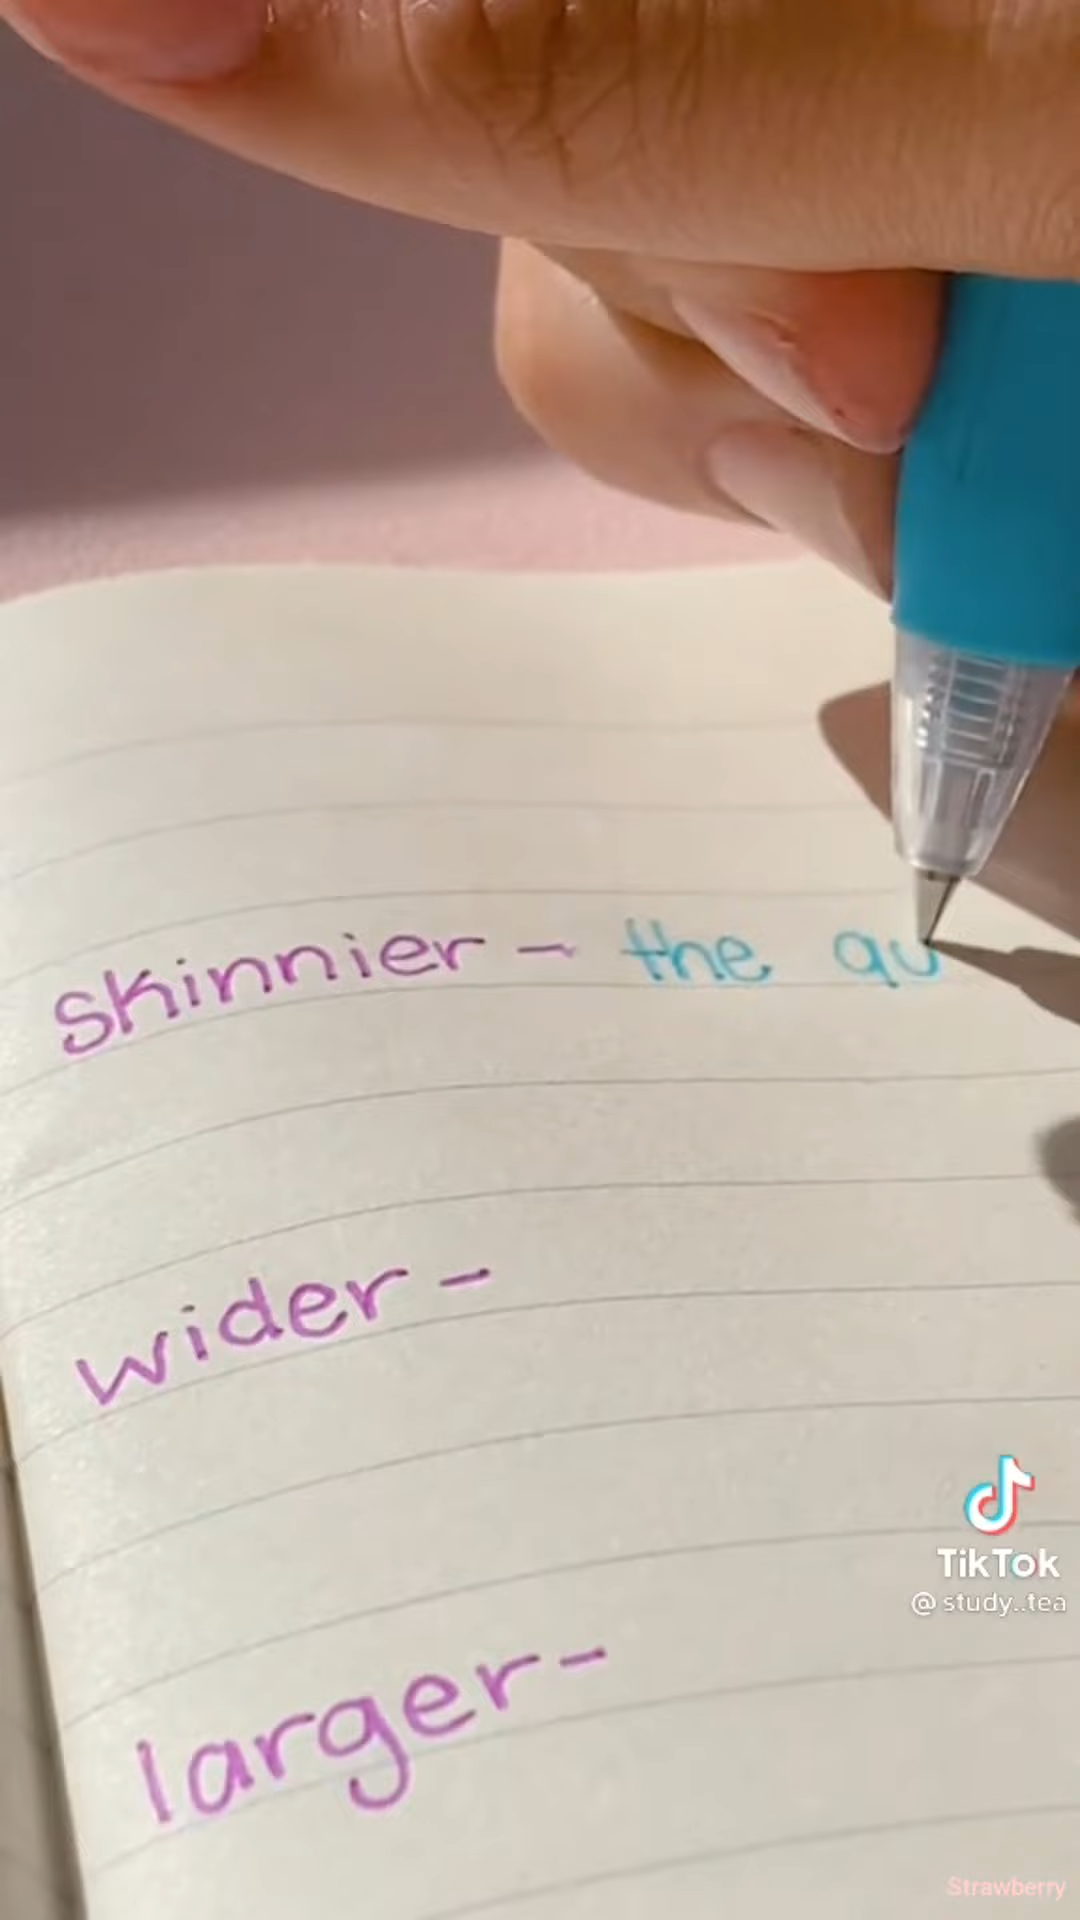 skinnier - the qu
wider -
larger -
TikTok
@study..tea
Strawberry